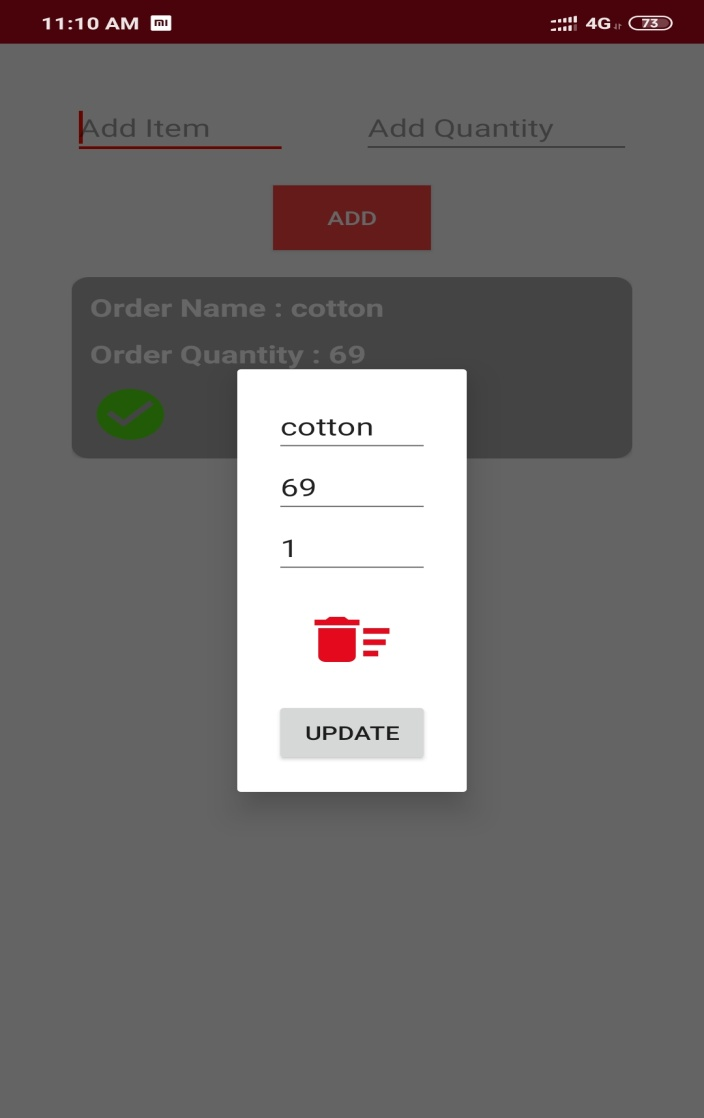 11:10 AM mi 4G 73
Add Item Add Quantity
ADD
Order Name : cotton
Order Quantity : 69
cotton
69
1
UPDATE